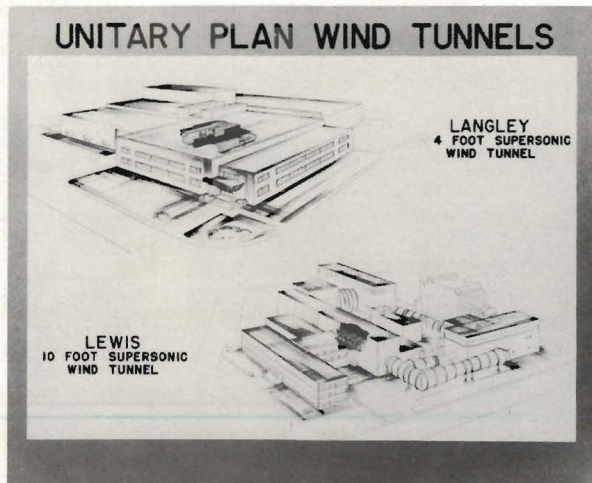 UNITARY PLAN WIND TUNNELS
LANGLEY
4 FOOT SUPERSONIC
WIND TUNNEL
LEWIS
10 FOOT SUPERSONIC
WIND TUNNEL